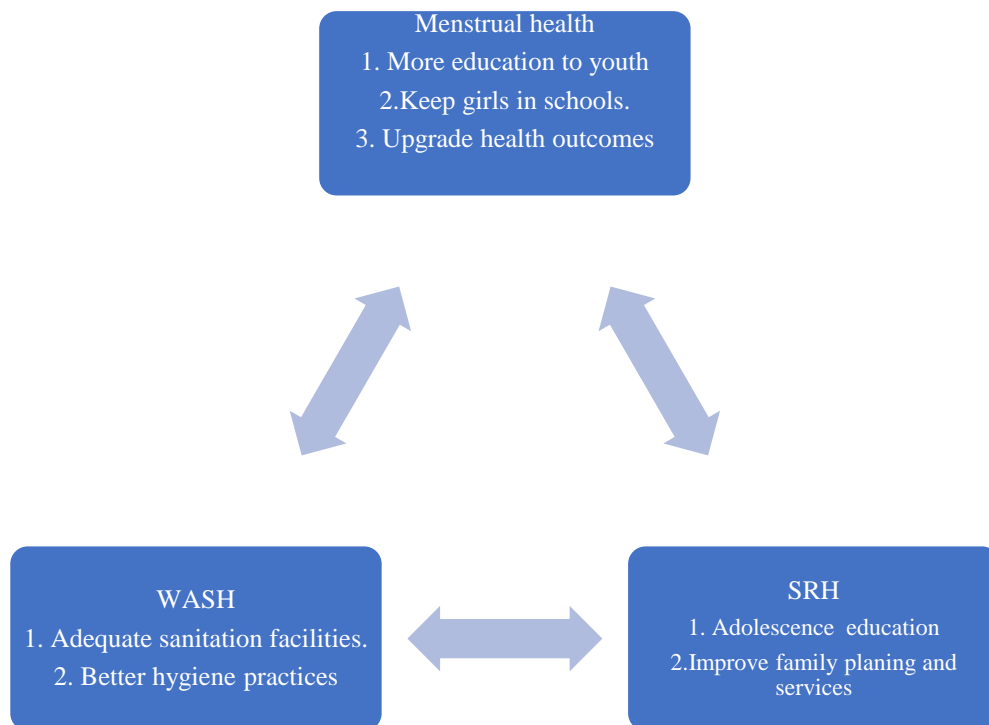 Menstrual health
1. More education to youth
2.Keep girls in schools.
3. Upgrade health outcomes
WASH
1. Adequate sanitation facilities.
2. Better hygiene practices
SRH
1. Adolescence  education
2.Improve family planing and
services